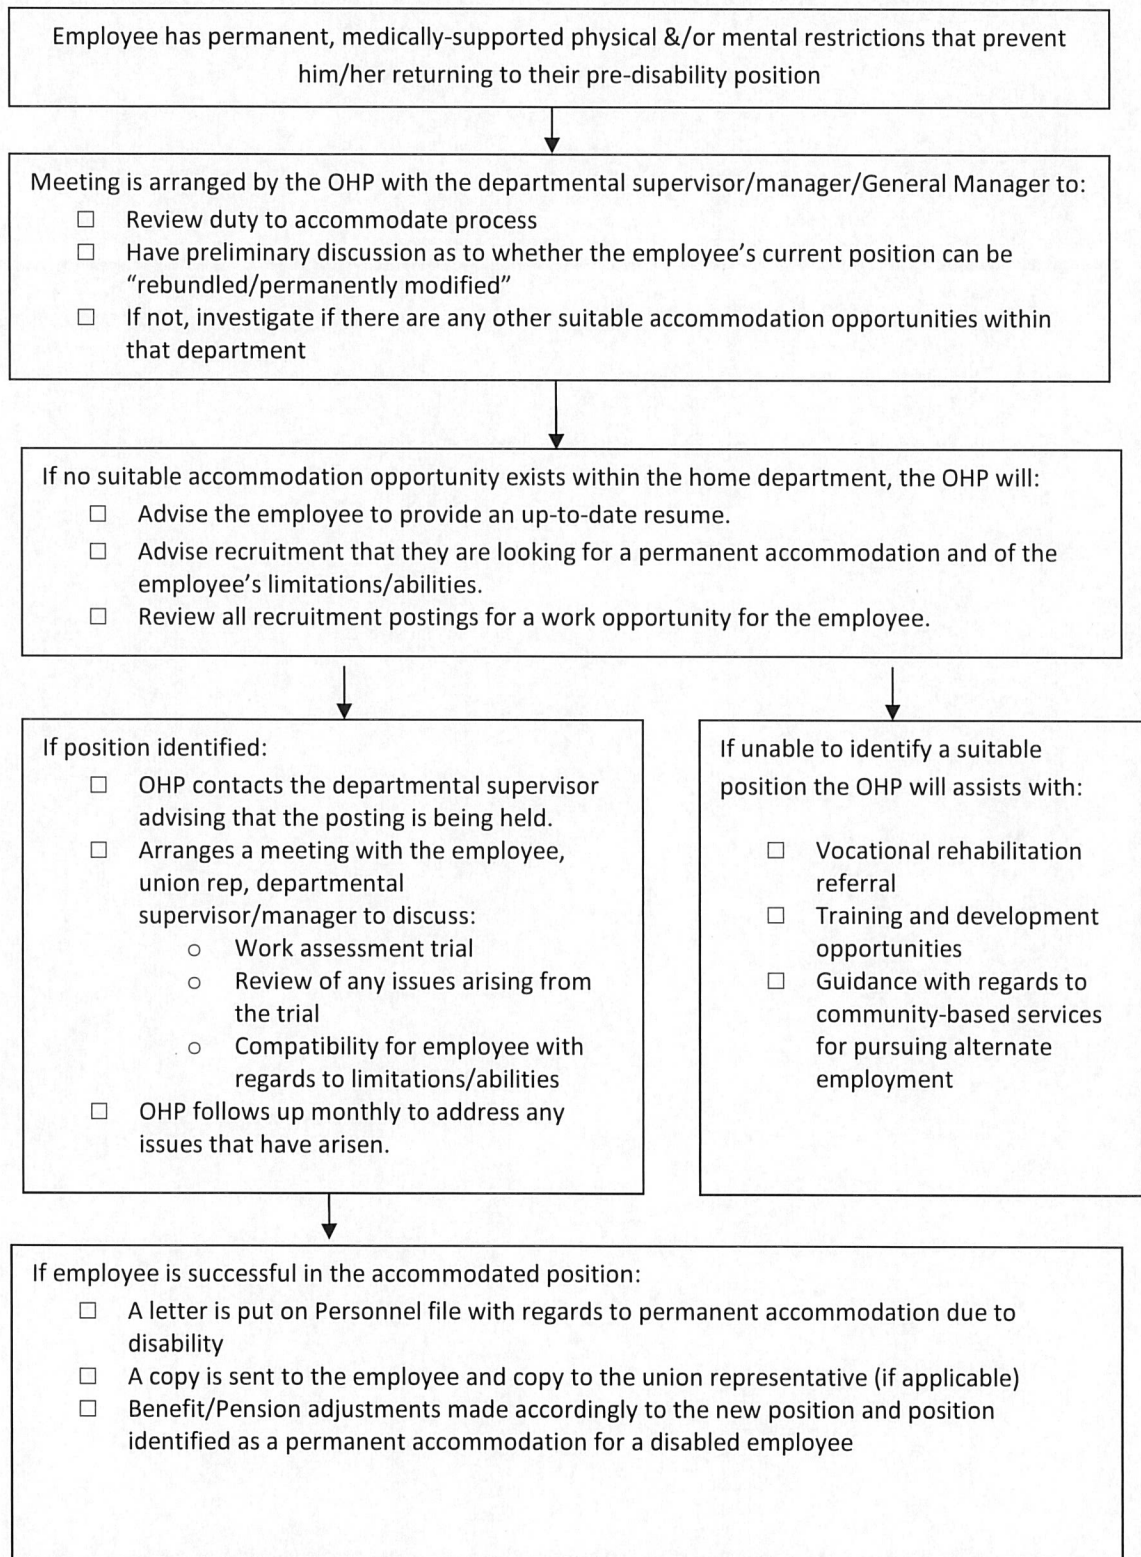 Employee has permanent, medically-supported physical &/or mental restrictions that prevent
him/her returning to their pre-disability position
Meeting is arranged by the OHP with the departmental supervisor/manager/General Manager to:
☐ Review duty to accommodate process
☐ Have preliminary discussion as to whether the employee's current position can be
"rebundled/permanently modified"
☐ If not, investigate if there are any other suitable accommodation opportunities within
that department
If no suitable accommodation opportunity exists within the home department, the OHP will:
☐ Advise the employee to provide an up-to-date resume.
☐ Advise recruitment that they are looking for a permanent accommodation and of the
employee's limitations/abilities.
☐ Review all recruitment postings for a work opportunity for the employee.
If position identified:
☐ OHP contacts the departmental supervisor
advising that the posting is being held.
☐ Arranges a meeting with the employee,
union rep, departmental
supervisor/manager to discuss:
o Work assessment trial
o Review of any issues arising from
the trial
o Compatibility for employee with
regards to limitations/abilities
☐ OHP follows up monthly to address any
issues that have arisen.
If unable to identify a suitable
position the OHP will assists with:
☐ Vocational rehabilitation
referral
☐ Training and development
opportunities
☐ Guidance with regards to
community-based services
for pursuing alternate
employment
If employee is successful in the accommodated position:
☐ A letter is put on Personnel file with regards to permanent accommodation due to
disability
☐ A copy is sent to the employee and copy to the union representative (if applicable)
☐ Benefit/Pension adjustments made accordingly to the new position and position
identified as a permanent accommodation for a disabled employee